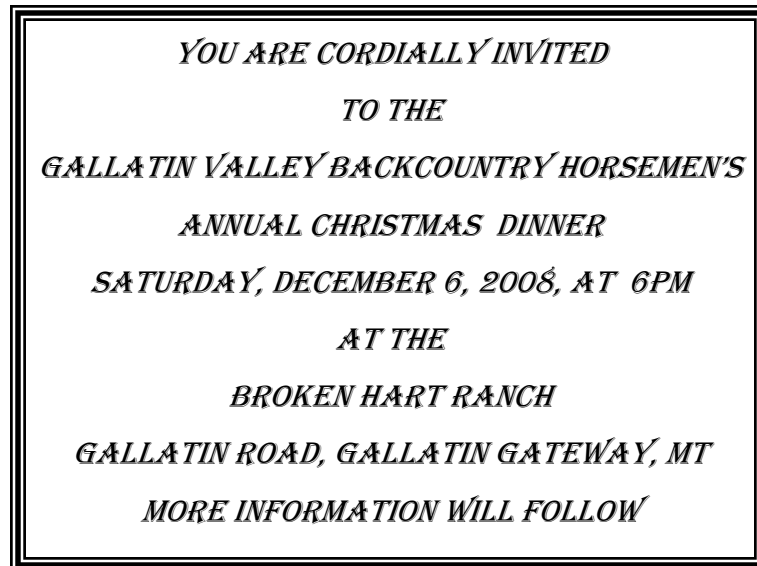 YOU ARE CORDIALLY INVITED
TO THE
GALLATIN VALLEY BACKCOUNTRY HORSEMEN'S
ANNUAL CHRISTMAS DINNER
SATURDAY, DECEMBER 6, 2008, AT 6PM
AT THE
BROKEN HART RANCH
GALLATIN ROAD, GALLATIN GATEWAY, MT
MORE INFORMATION WILL FOLLOW